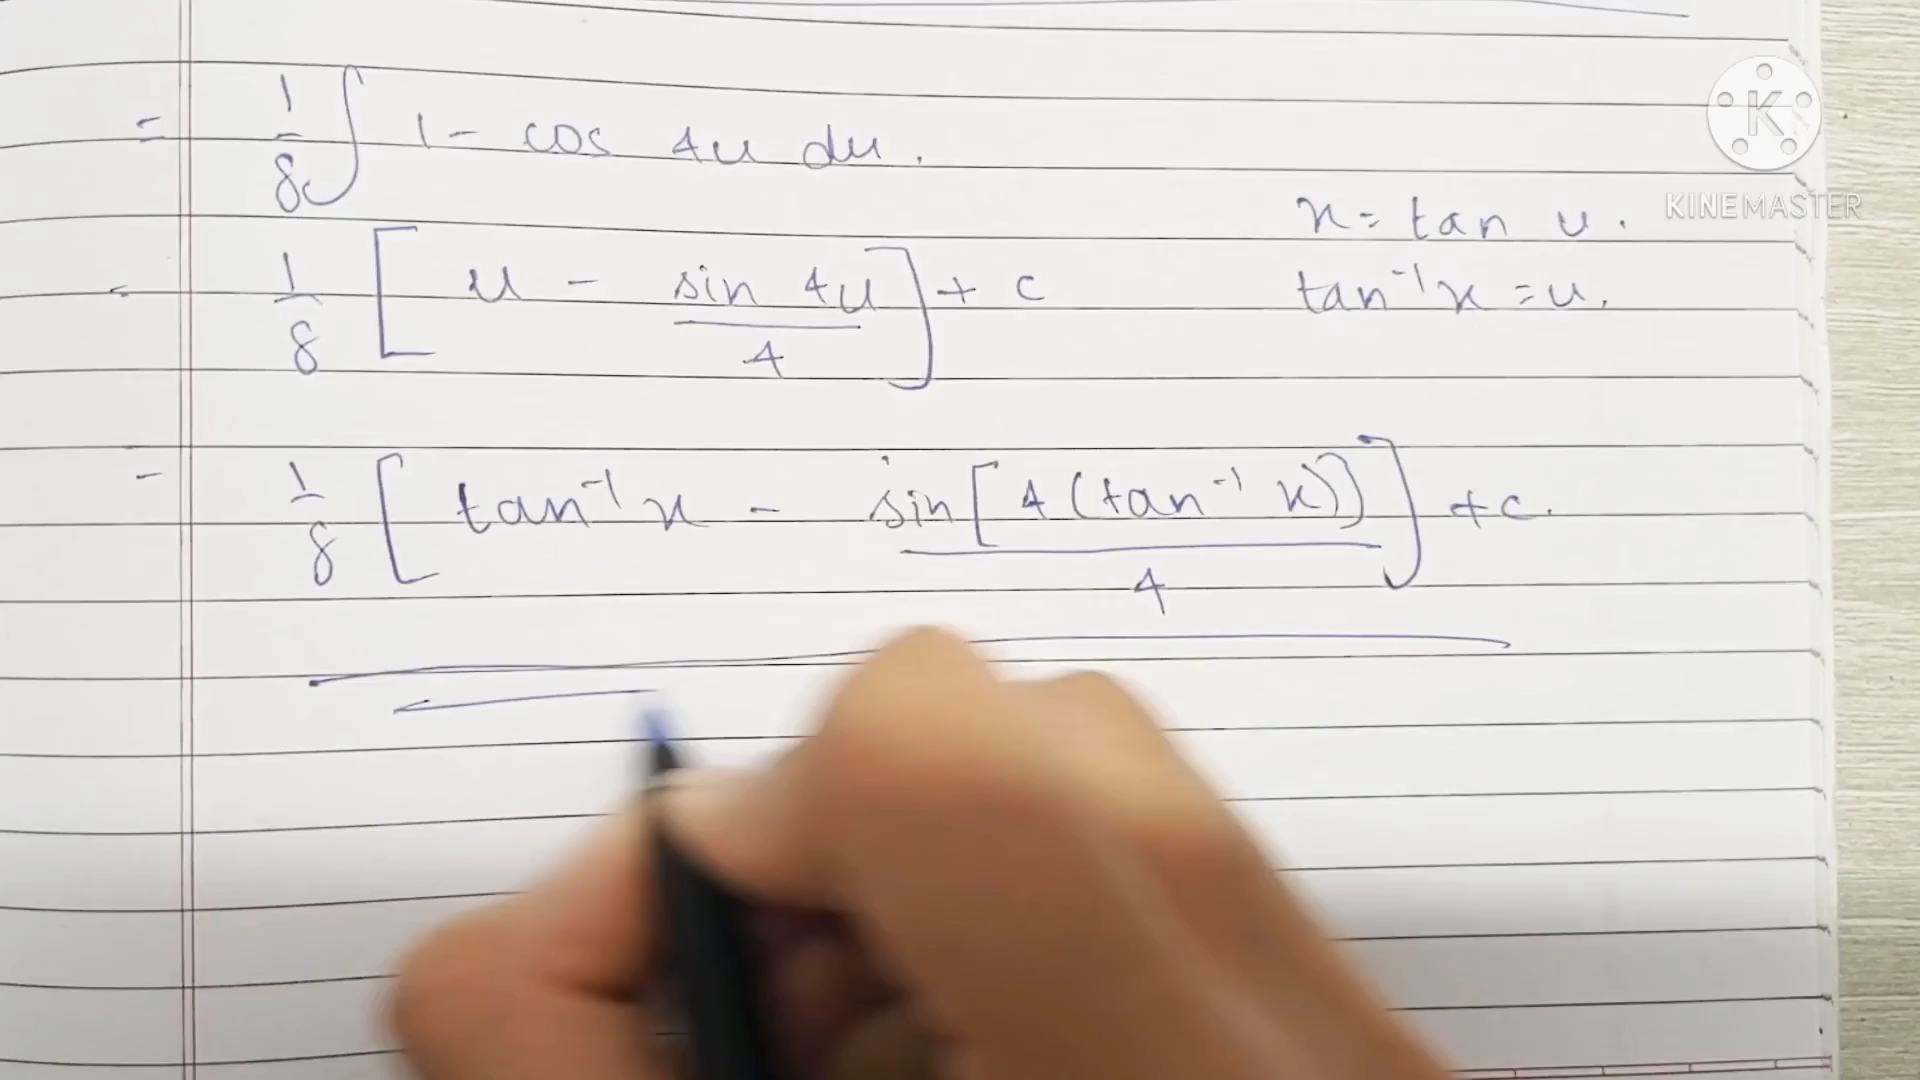 = 1/8 ∫ 1 - cos 4u du.
x = tan u.
= 1/8 [ u - sin 4u / 4 ] + c
tan⁻¹x = u.
= 1/8 [ tan⁻¹ x - sin[4(tan⁻¹ x)] / 4 ] + c.
K
KINEMASTER